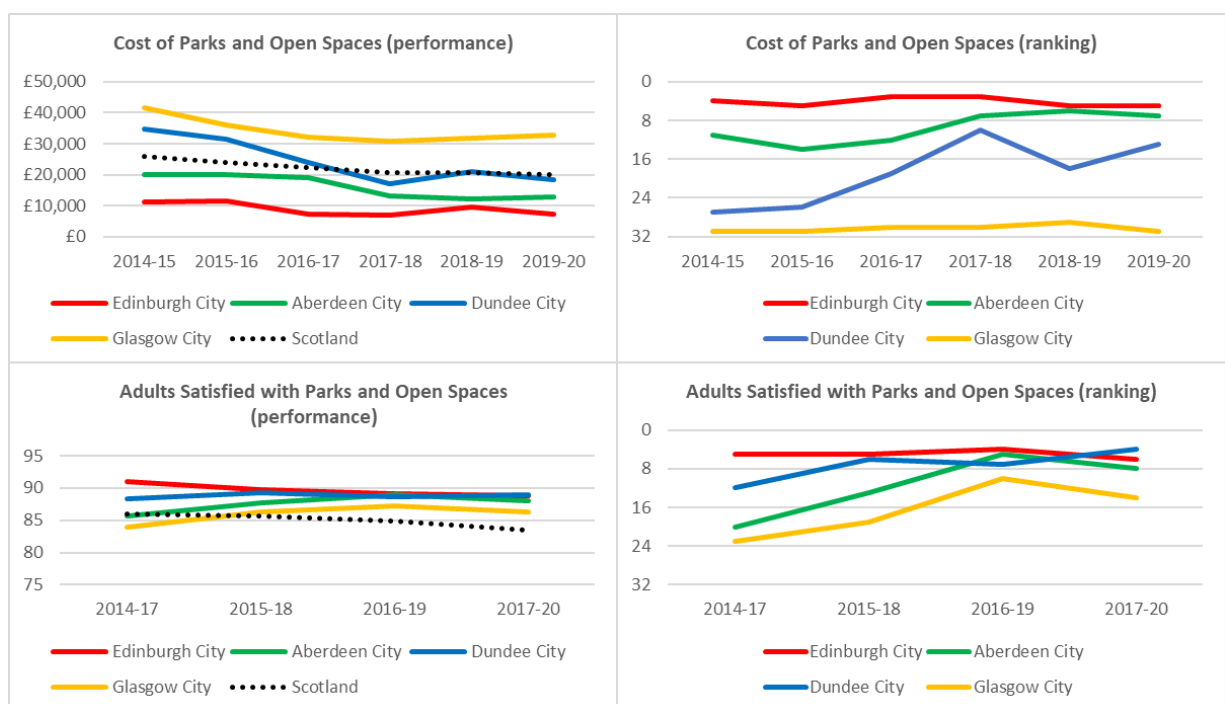 Cost of Parks and Open Spaces (performance)
£50,000
£40,000
£30,000
£20,000
£10,000
£0
2014-15 2015-16 2016-17 2017-18 2018-19 2019-20
Edinburgh City Aberdeen City Dundee City
Glasgow City Scotland
Cost of Parks and Open Spaces (ranking)
0
8
16
24
32
2014-15 2015-16 2016-17 2017-18 2018-19 2019-20
Edinburgh City Aberdeen City
Dundee City Glasgow City
Adults Satisfied with Parks and Open Spaces
(performance)
95
90
85
80
75
2014-17 2015-18 2016-19 2017-20
Edinburgh City Aberdeen City Dundee City
Glasgow City Scotland
Adults Satisfied with Parks and Open Spaces (ranking)
0
8
16
24
32
2014-17 2015-18 2016-19 2017-20
Edinburgh City Aberdeen City
Dundee City Glasgow City